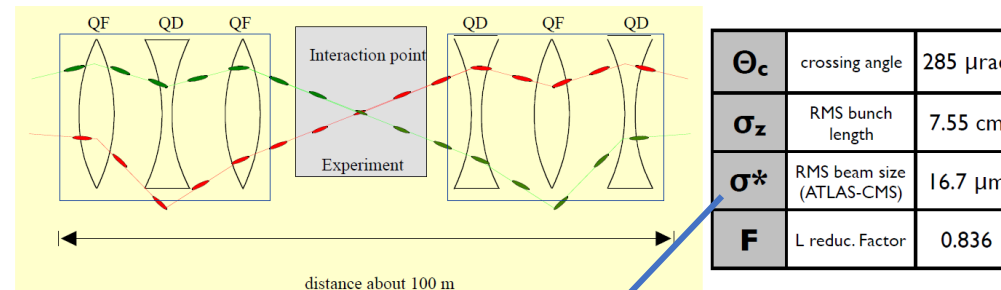 QF QD QF QD QF QD
Interaction point
Experiment
distance about 100 m
Θc crossing angle 285 μrad
σz RMS bunch length 7.55 cm
σ* RMS beam size (ATLAS-CMS) 16.7 μm
F L reduc. Factor 0.836